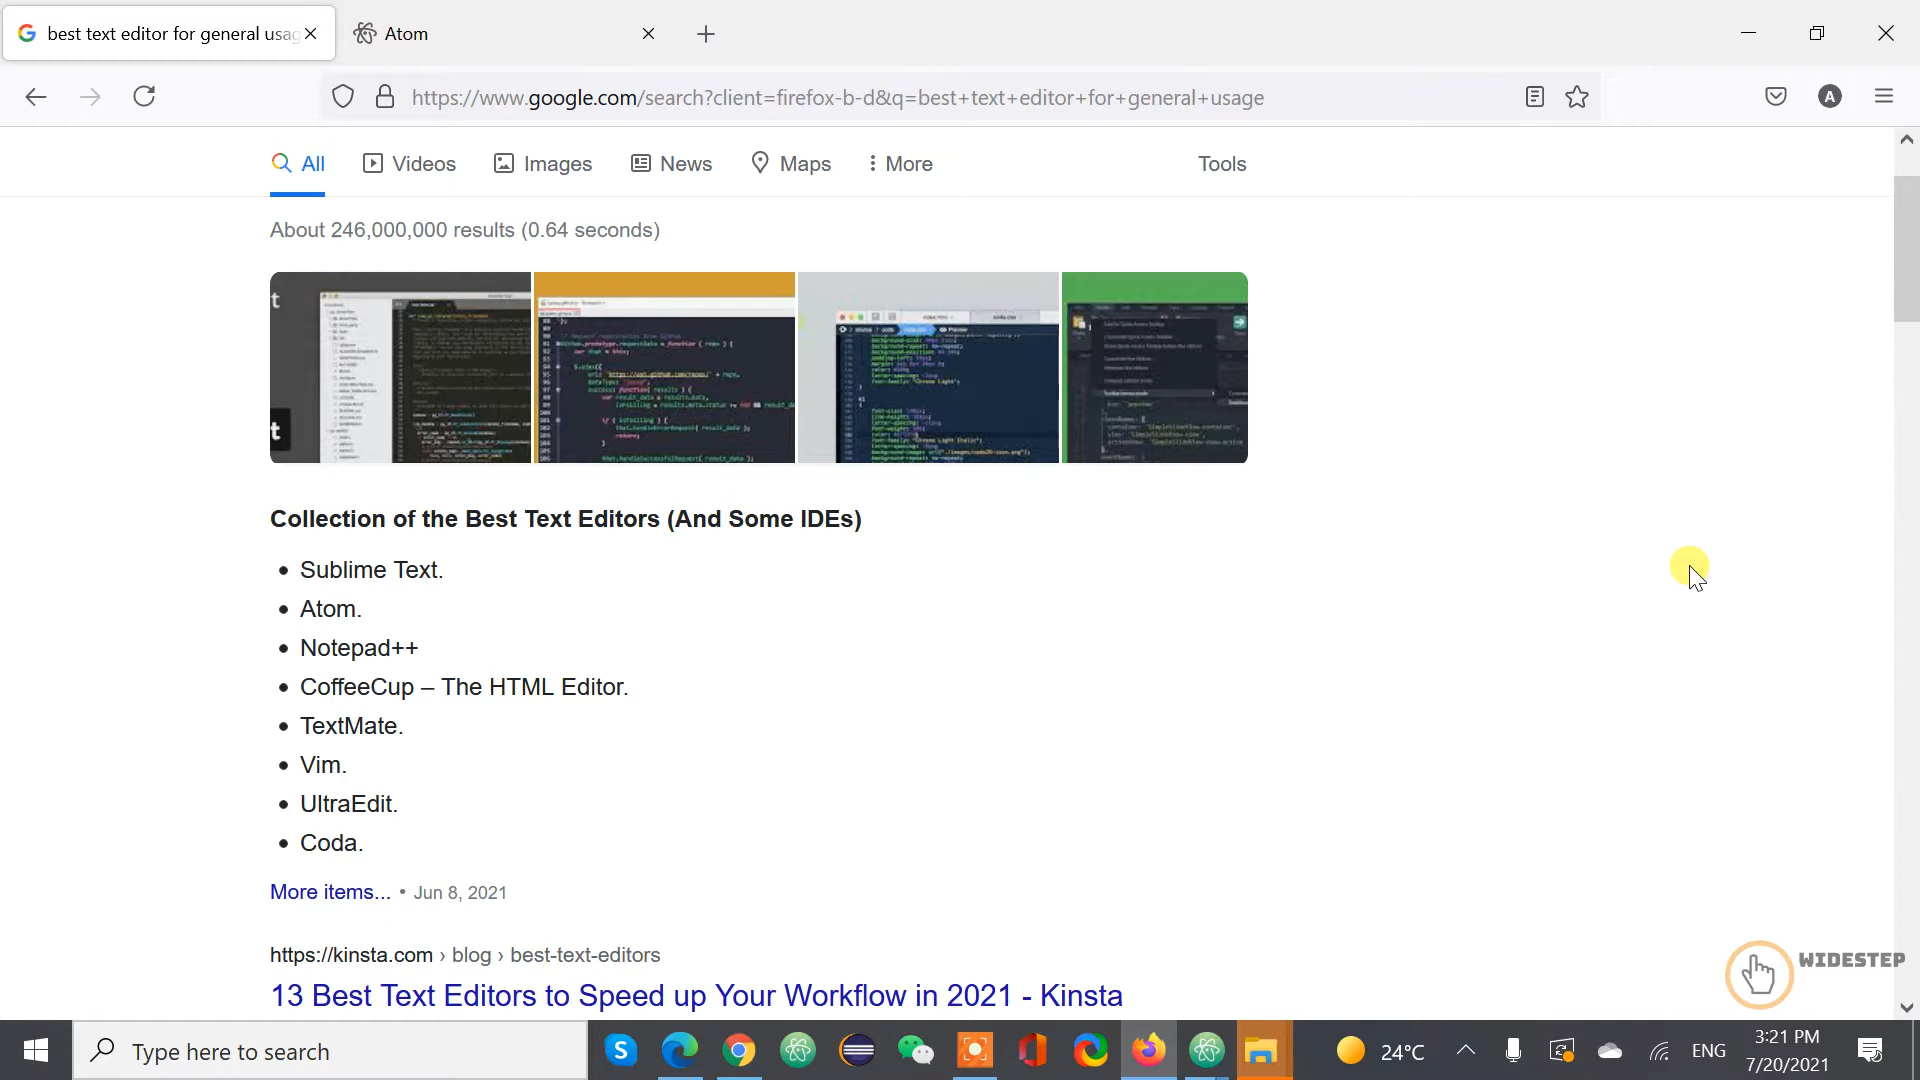 best text editor for general usag
Atom
https://www.google.com/search?client=firefox-b-d&q=best+text+editor+for+general+usage
A
All
Videos
Images
News
Maps
More
Tools
About 246,000,000 results (0.64 seconds)
Collection of the Best Text Editors (And Some IDEs)
• Sublime Text.
• Atom.
• Notepad++
• CoffeeCup – The HTML Editor.
• TextMate.
• Vim.
• UltraEdit.
• Coda.
More items... • Jun 8, 2021
https://kinsta.com › blog › best-text-editors
13 Best Text Editors to Speed up Your Workflow in 2021 - Kinsta
WIDESTEP
Type here to search
24°C
ENG
3:21 PM
7/20/2021